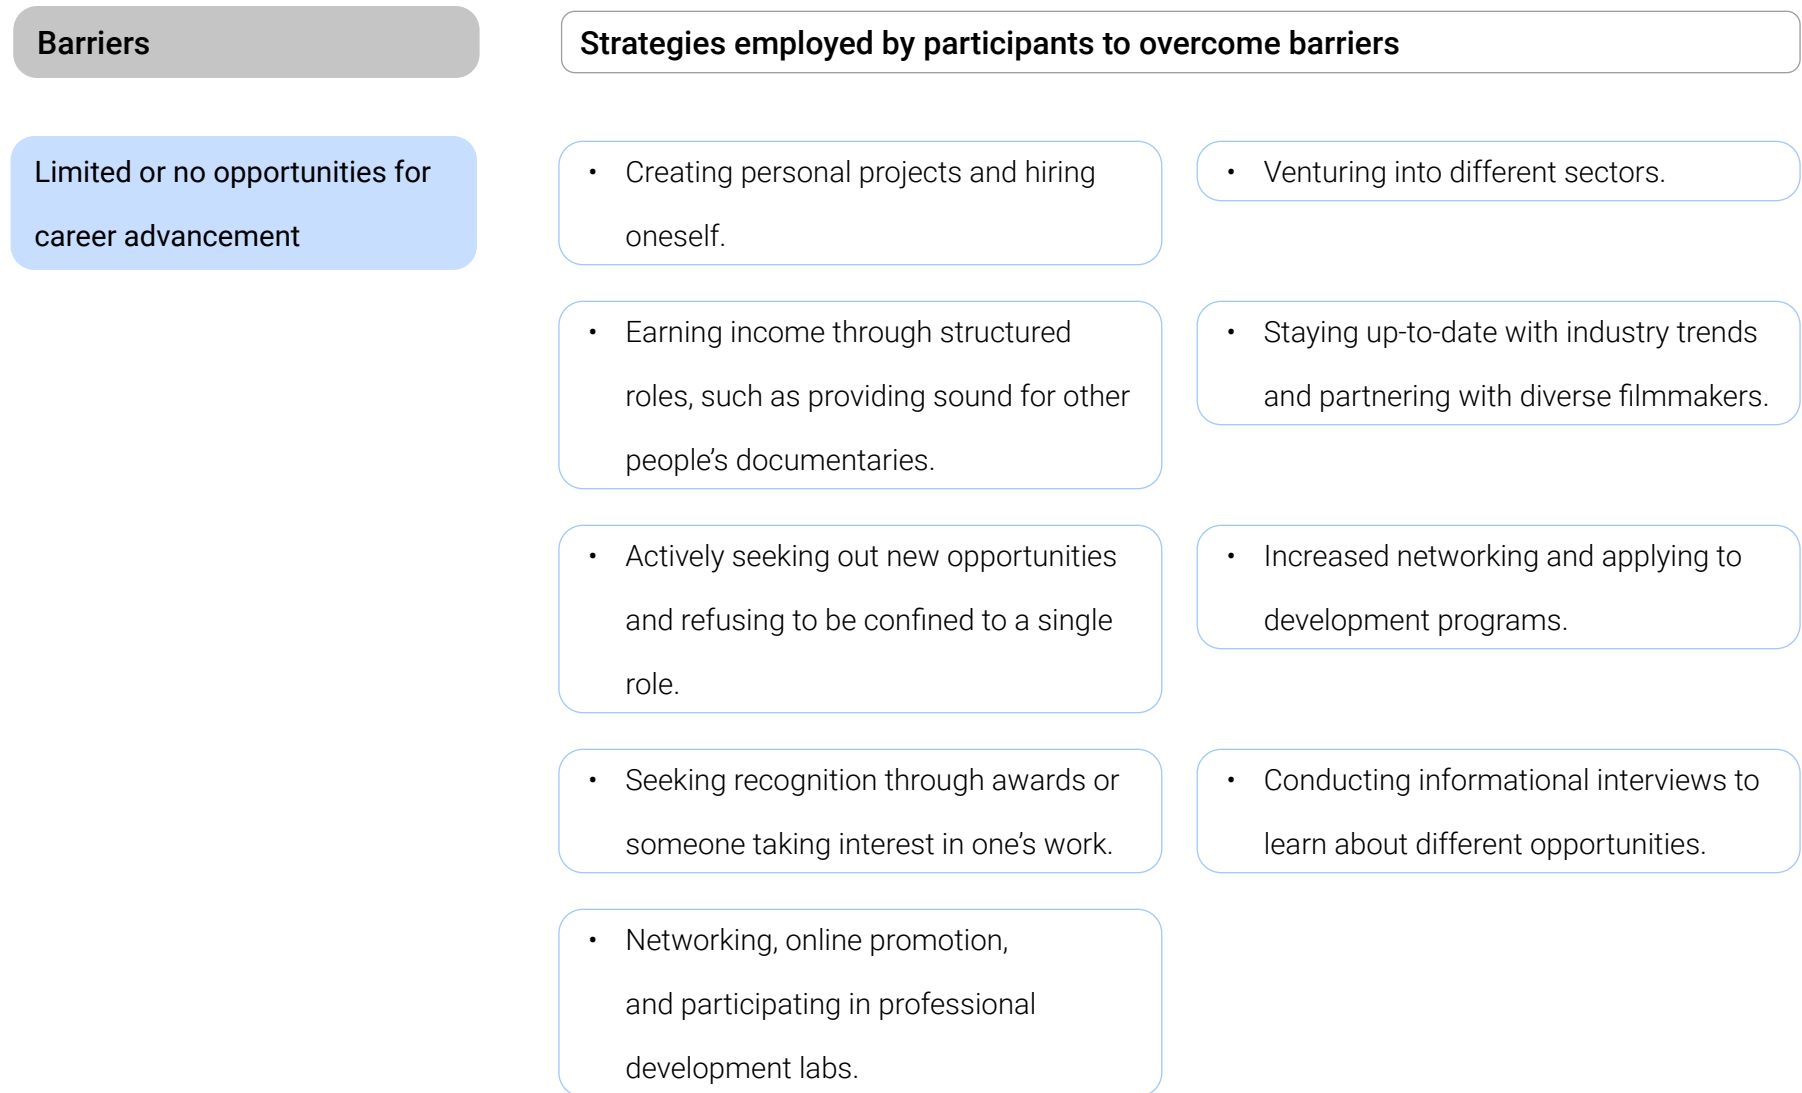 Barriers
Strategies employed by participants to overcome barriers
Limited or no opportunities for
career advancement
• Creating personal projects and hiring
oneself.
• Venturing into different sectors.
• Earning income through structured
roles, such as providing sound for other
people’s documentaries.
• Staying up-to-date with industry trends
and partnering with diverse filmmakers.
• Actively seeking out new opportunities
and refusing to be confined to a single
role.
• Increased networking and applying to
development programs.
• Seeking recognition through awards or
someone taking interest in one’s work.
• Conducting informational interviews to
learn about different opportunities.
• Networking, online promotion,
and participating in professional
development labs.